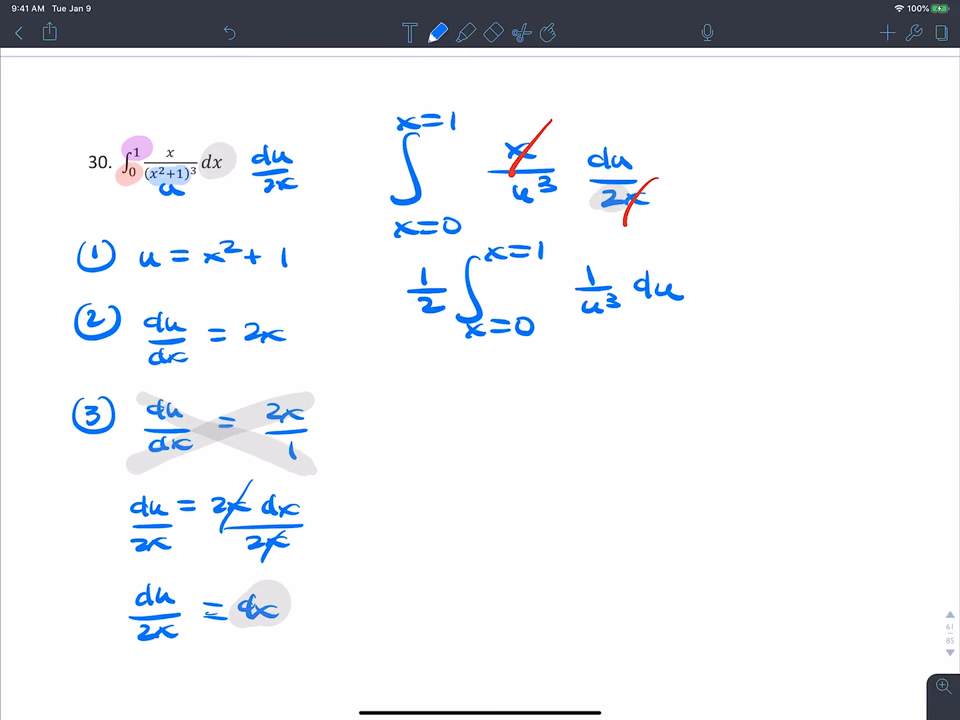 9:41 AM Tue Jan 9
100%
T
30. ∫₀¹ x/(x²+1)³ dx du/2x
u
① u = x² + 1
② du/dx = 2x
③ du/dx = 2x/1
du/2x = 2x dx/2x
du/2x = dx
∫ x=0 x=1 x/u³ du/2x
1/2 ∫ x=0 x=1 1/u³ du
61
85